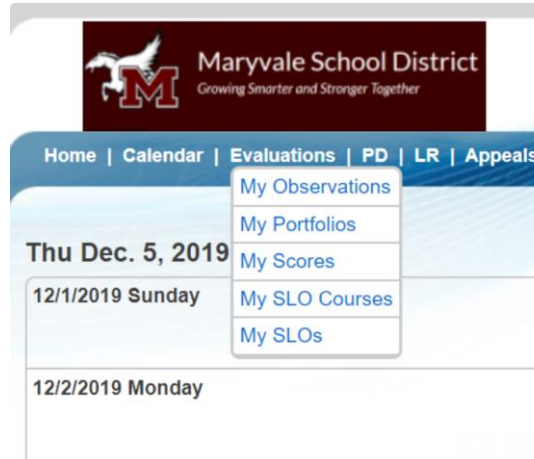 M
Maryvale School District
Growing Smarter and Stronger Together
Home | Calendar | Evaluations | PD | LR | Appeals
My Observations
My Portfolios
My Scores
My SLO Courses
My SLOs
Thu Dec. 5, 2019
12/1/2019 Sunday
12/2/2019 Monday